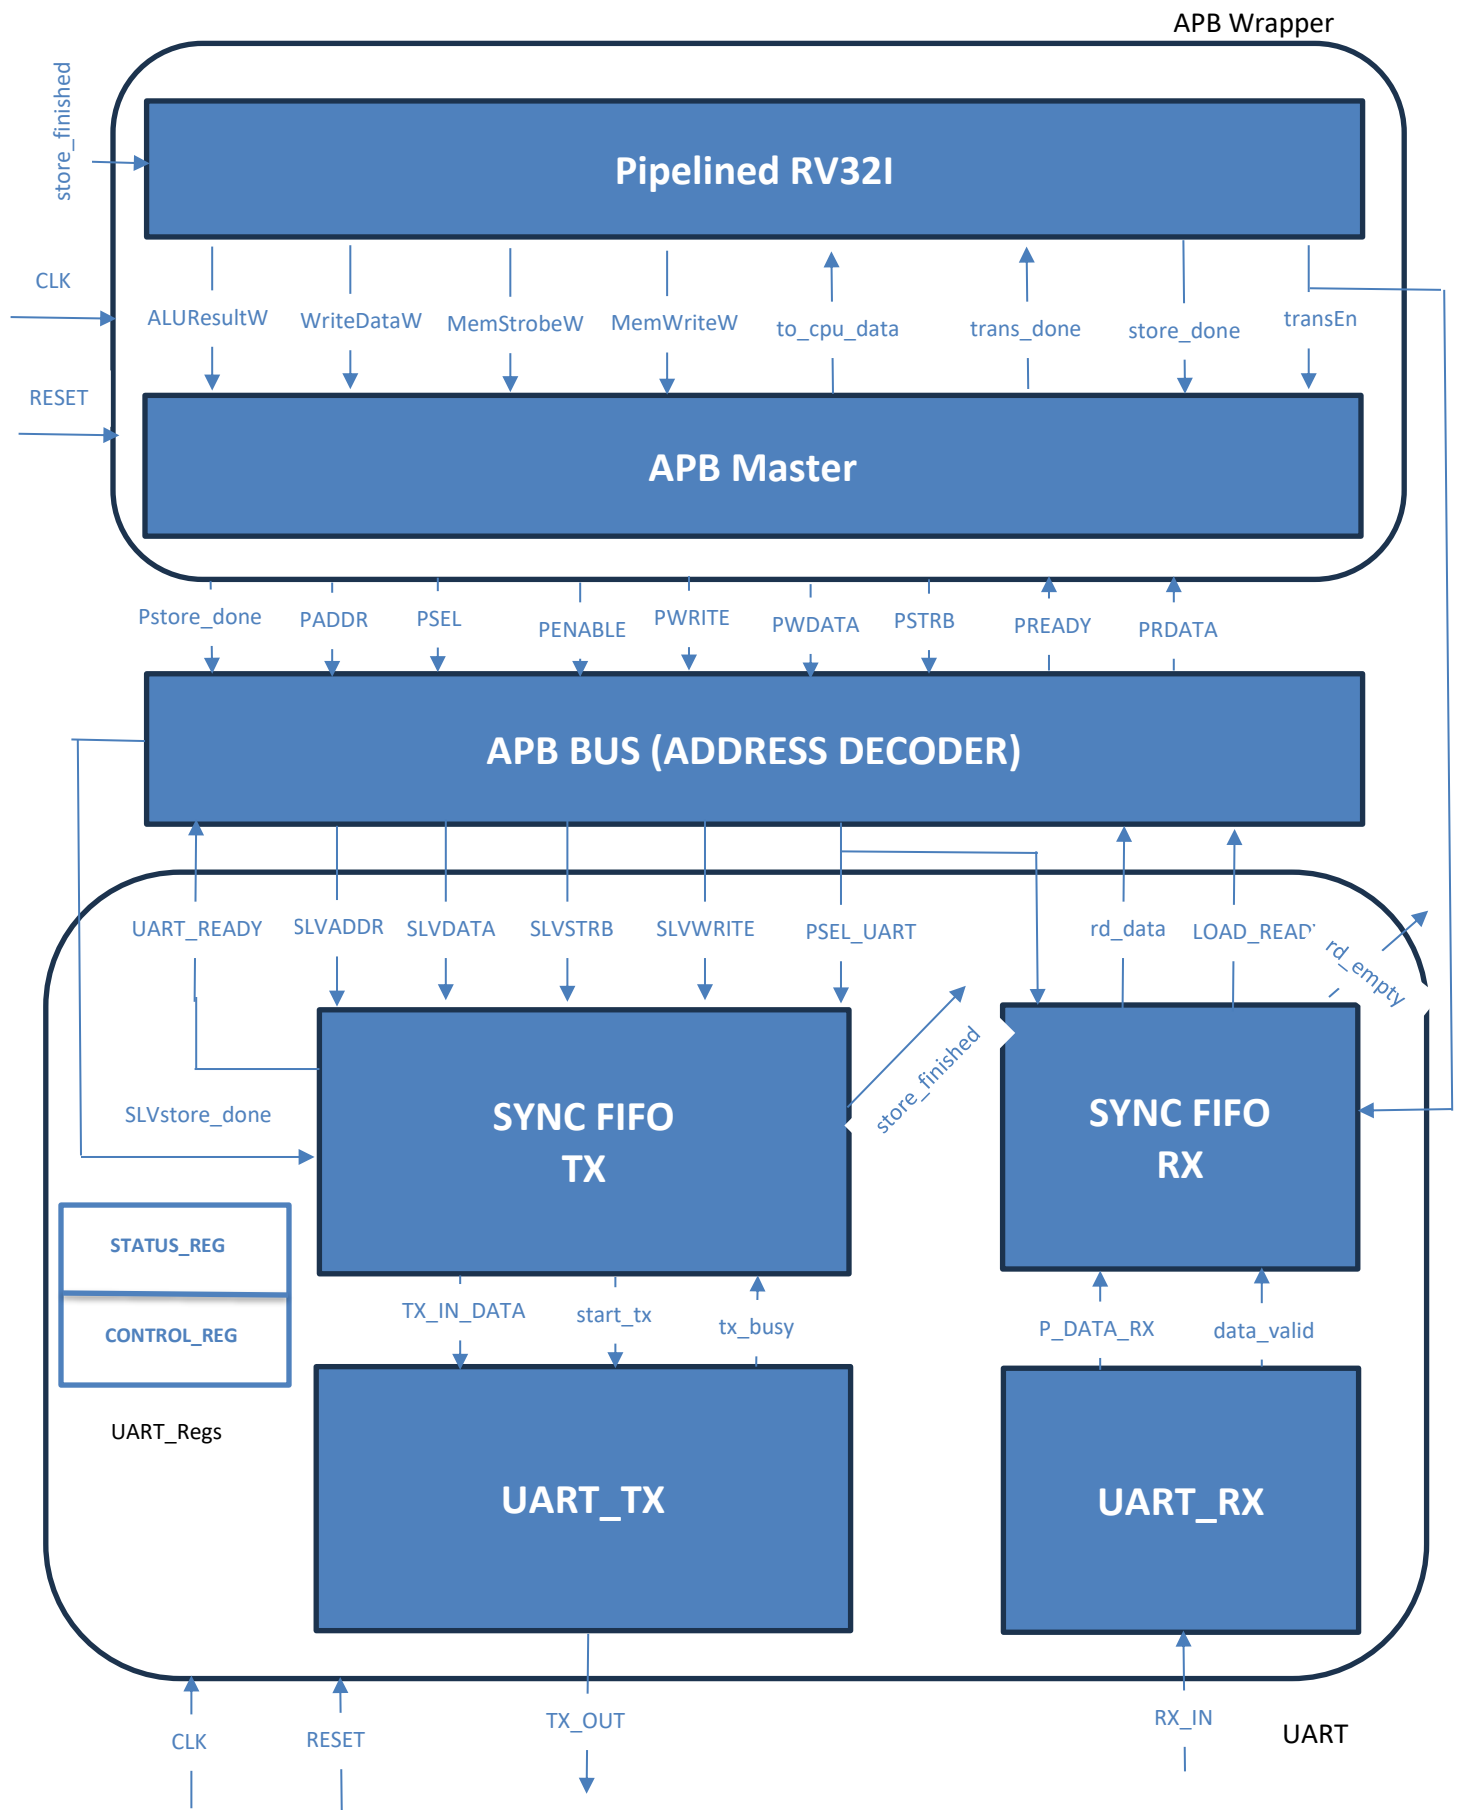 APB Wrapper
store_finished
Pipelined RV32I
CLK
ALUResultW
WriteDataW
MemStrobeW
MemWriteW
to_cpu_data
trans_done
store_done
transEn
RESET
APB Master
Pstore_done
PADDR
PSEL
PENABLE
PWRITE
PWDATA
PSTRB
PREADY
PRDATA
APB BUS (ADDRESS DECODER)
UART_READY
SLVADDR
SLVDATA
SLVSTRB
SLVWRITE
PSEL_UART
rd_data
LOAD_READY
rd_empty
store_finished
SLVstore_done
SYNC FIFO
TX
SYNC FIFO
RX
STATUS_REG
CONTROL_REG
UART_Regs
TX_IN_DATA
start_tx
tx_busy
P_DATA_RX
data_valid
UART_TX
UART_RX
CLK
RESET
TX_OUT
RX_IN
UART